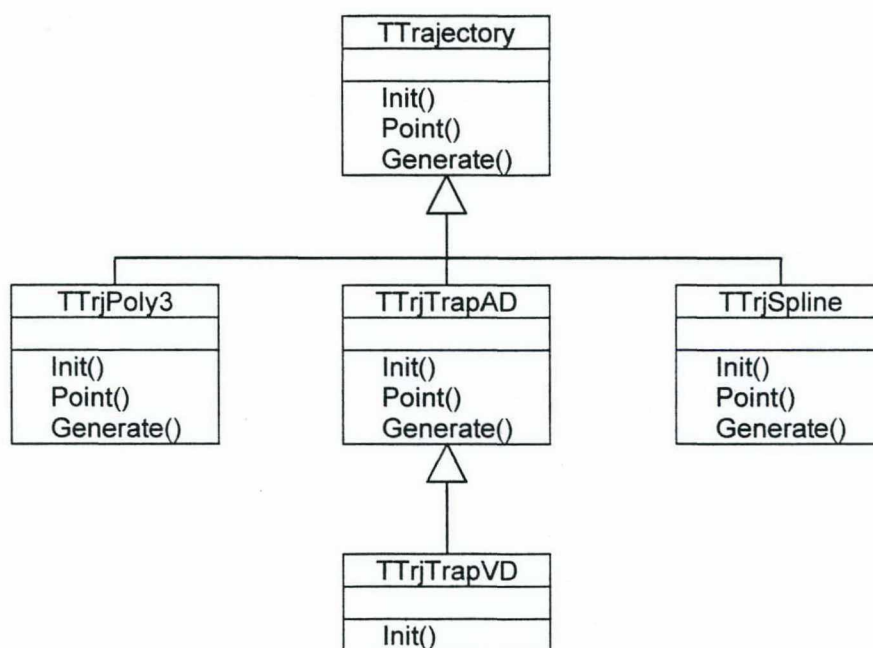 TTrajectory
Init()
Point()
Generate()
TTrjPoly3
Init()
Point()
Generate()
TTrjTrapAD
Init()
Point()
Generate()
TTrjSpline
Init()
Point()
Generate()
TTrjTrapVD
Init()